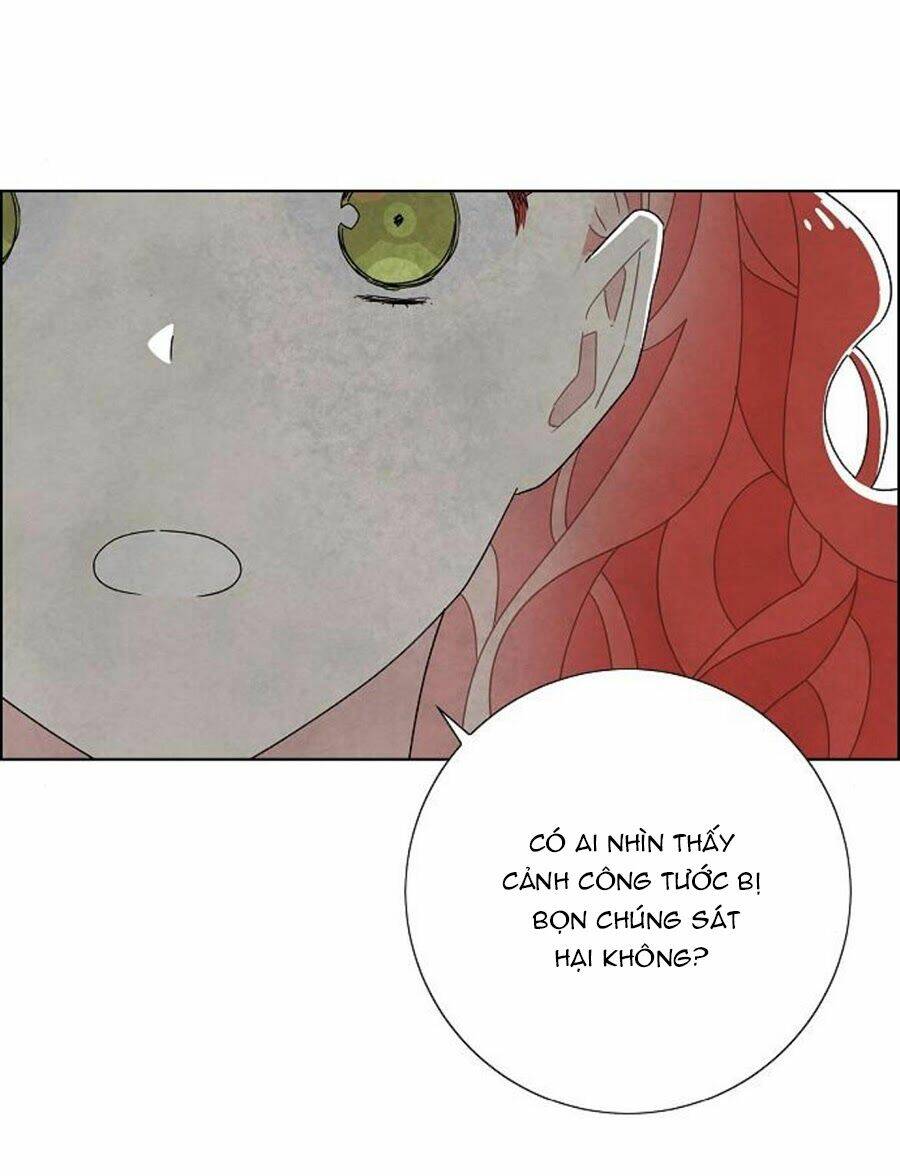 CÓ AI NHÌN THẤY
CẢNH CÔNG TƯỚC BỊ
BỌN CHÚNG SÁT
HẠI KHÔNG?